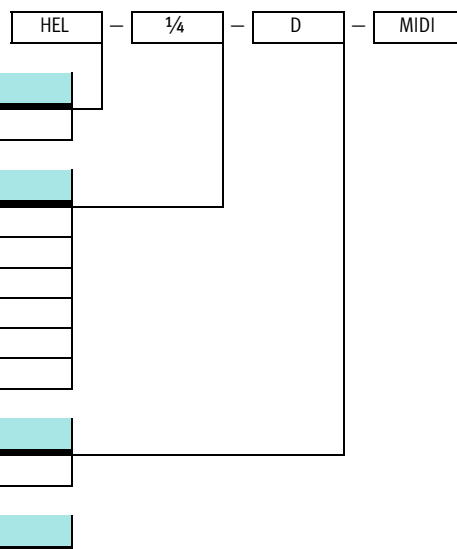 HEL – ¼ – D – MIDI